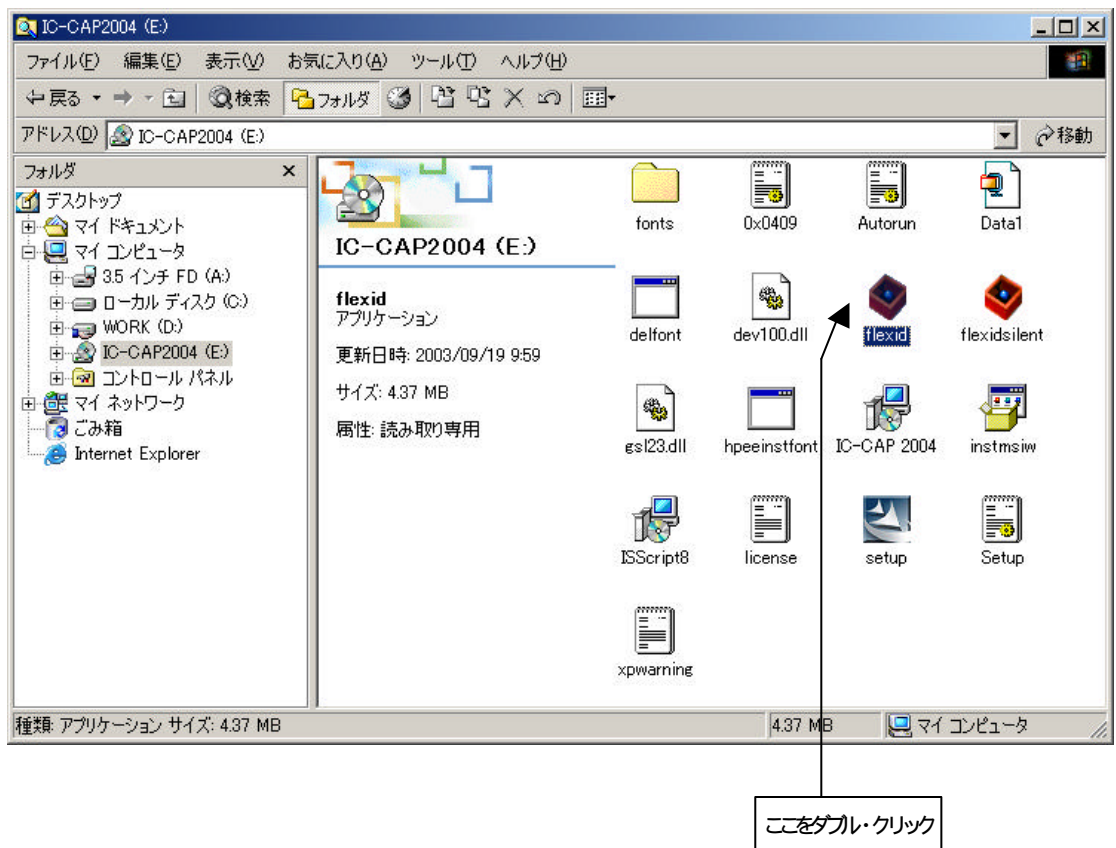 IC-CAP2004 (E:)
ファイル(F) 編集(E) 表示(V) お気に入り(A) ツール(T) ヘルプ(H)
戻る 検索 フォルダ
アドレス(D) IC-CAP2004 (E:) 移動
フォルダ ×
デスクトップ
マイ ドキュメント
マイ コンピュータ
3.5 インチ FD (A:)
ローカル ディスク (C:)
WORK (D:)
IC-CAP2004 (E:)
コントロール パネル
マイ ネットワーク
ごみ箱
Internet Explorer
IC-CAP2004 (E:)
flexid
アプリケーション
更新日時: 2003/09/19 9:59
サイズ: 4.37 MB
属性: 読み取り専用
fonts 0x0409 Autorun Data1
delfont dev100.dll flexid flexidsilent
gsl23.dll hpeeinstfont IC-CAP 2004 instmsiw
ISScript8 license setup Setup
xpwarning
種類: アプリケーション サイズ: 4.37 MB 4.37 MB マイ コンピュータ
ここをダブル・クリック